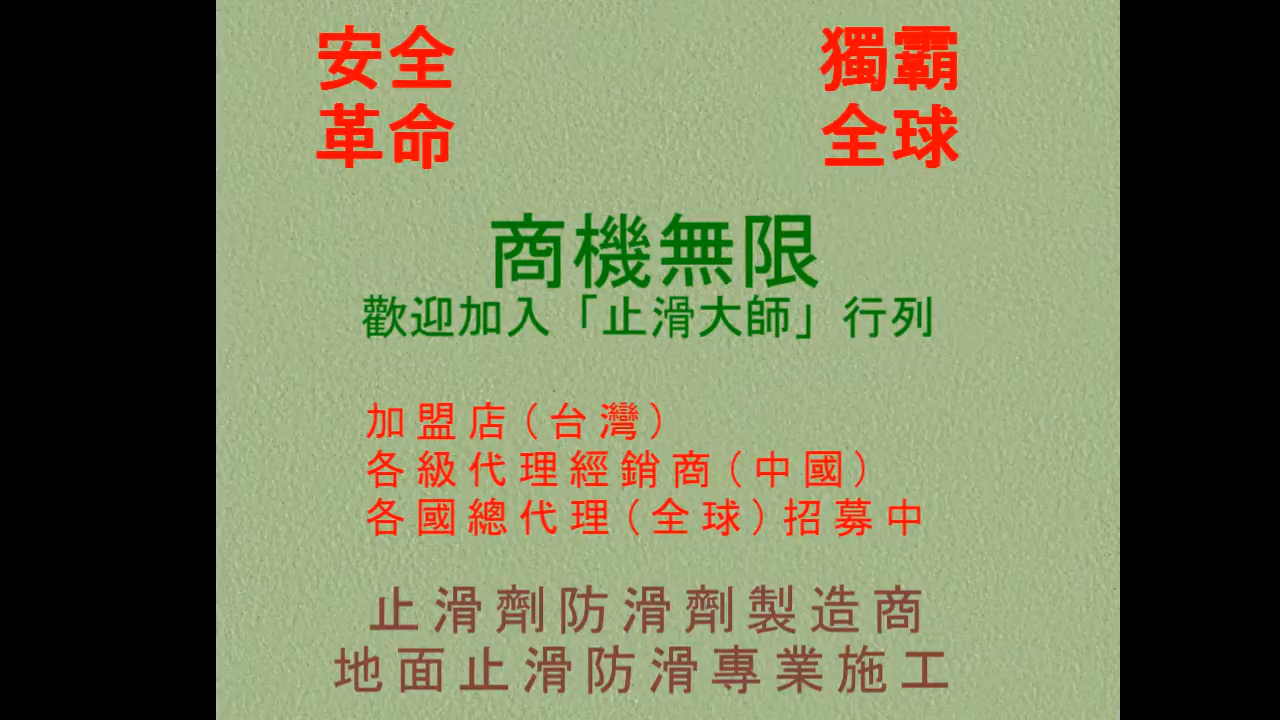 安全 獨霸
革命 全球
商機無限
歡迎加入「止滑大師」行列
加盟店(台灣)
各級代理經銷商(中國)
各國總代理(全球)招募中
止滑劑防滑劑製造商
地面止滑防滑專業施工